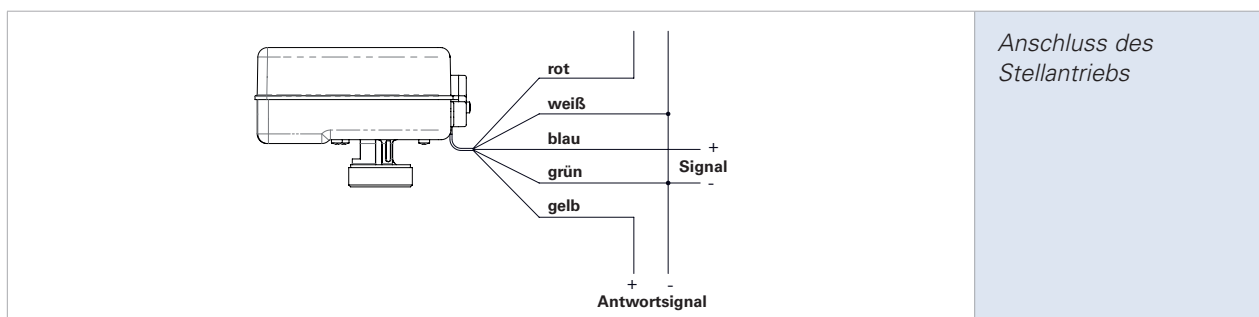 rot
weiß
blau
grün
gelb
+
Signal
-
+ -
Antwortsignal
Anschluss des
Stellantriebs